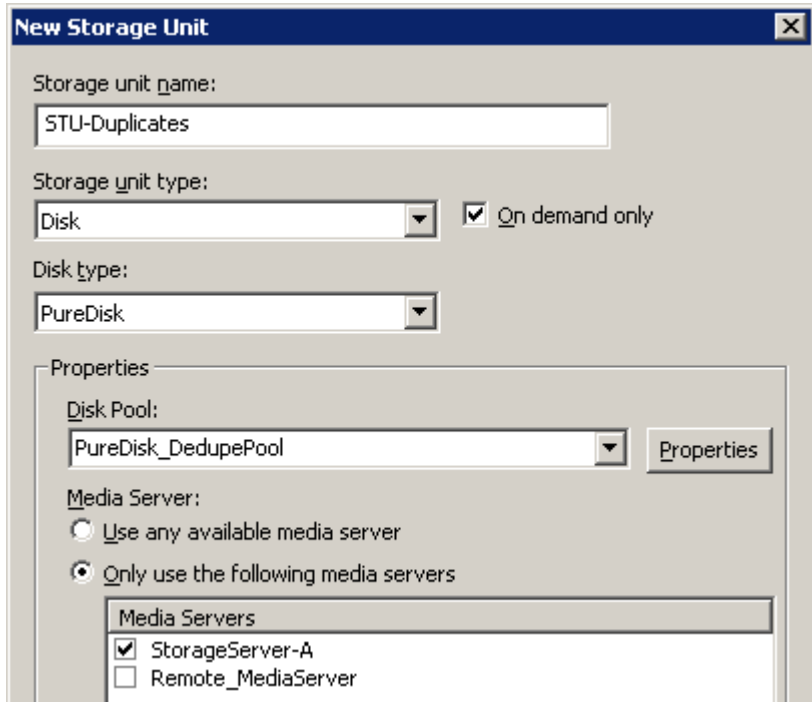 New Storage Unit
Storage unit name:
STU-Duplicates
Storage unit type:
Disk
On demand only
Disk type:
PureDisk
Properties
Disk Pool:
PureDisk_DedupePool
Properties
Media Server:
Use any available media server
Only use the following media servers
Media Servers
StorageServer-A
Remote_MediaServer